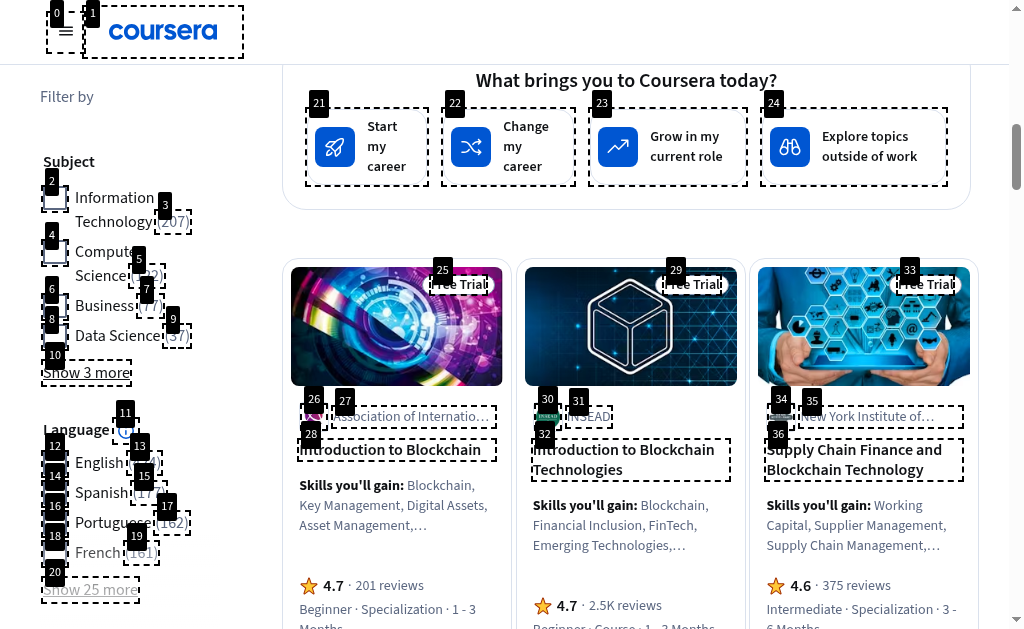 coursera
What brings you to Coursera today?
Filter by
Start my career
Change my career
Grow in my current role
Explore topics outside of work
Subject
Information Technology (207)
Computer
Science
Business (77)
Data Science (37)
Show 3 more
Language
English
Spanish (177)
Portuguese (162)
French (161)
Show 25 more
0
1
2
3
4
5
6
7
8
9
10
11
12
13
14
15
16
17
18
19
20
21
22
23
24
25
26
27
28
29
30
31
32
33
34
35
36
Free Trial
Association of Internatio…
Introduction to Blockchain
Skills you'll gain: Blockchain,
Key Management, Digital Assets,
Asset Management,…
4.7 · 201 reviews
Beginner · Specialization · 1 - 3
Months
Free Trial
INSEAD
Introduction to Blockchain
Technologies
Skills you'll gain: Blockchain,
Financial Inclusion, FinTech,
Emerging Technologies,…
4.7 · 2.5K reviews
Beginner · Course · 1 - 3 Months
Free Trial
New York Institute of…
Supply Chain Finance and
Blockchain Technology
Skills you'll gain: Working
Capital, Supplier Management,
Supply Chain Management,…
4.6 · 375 reviews
Intermediate · Specialization · 3 -
6 Months